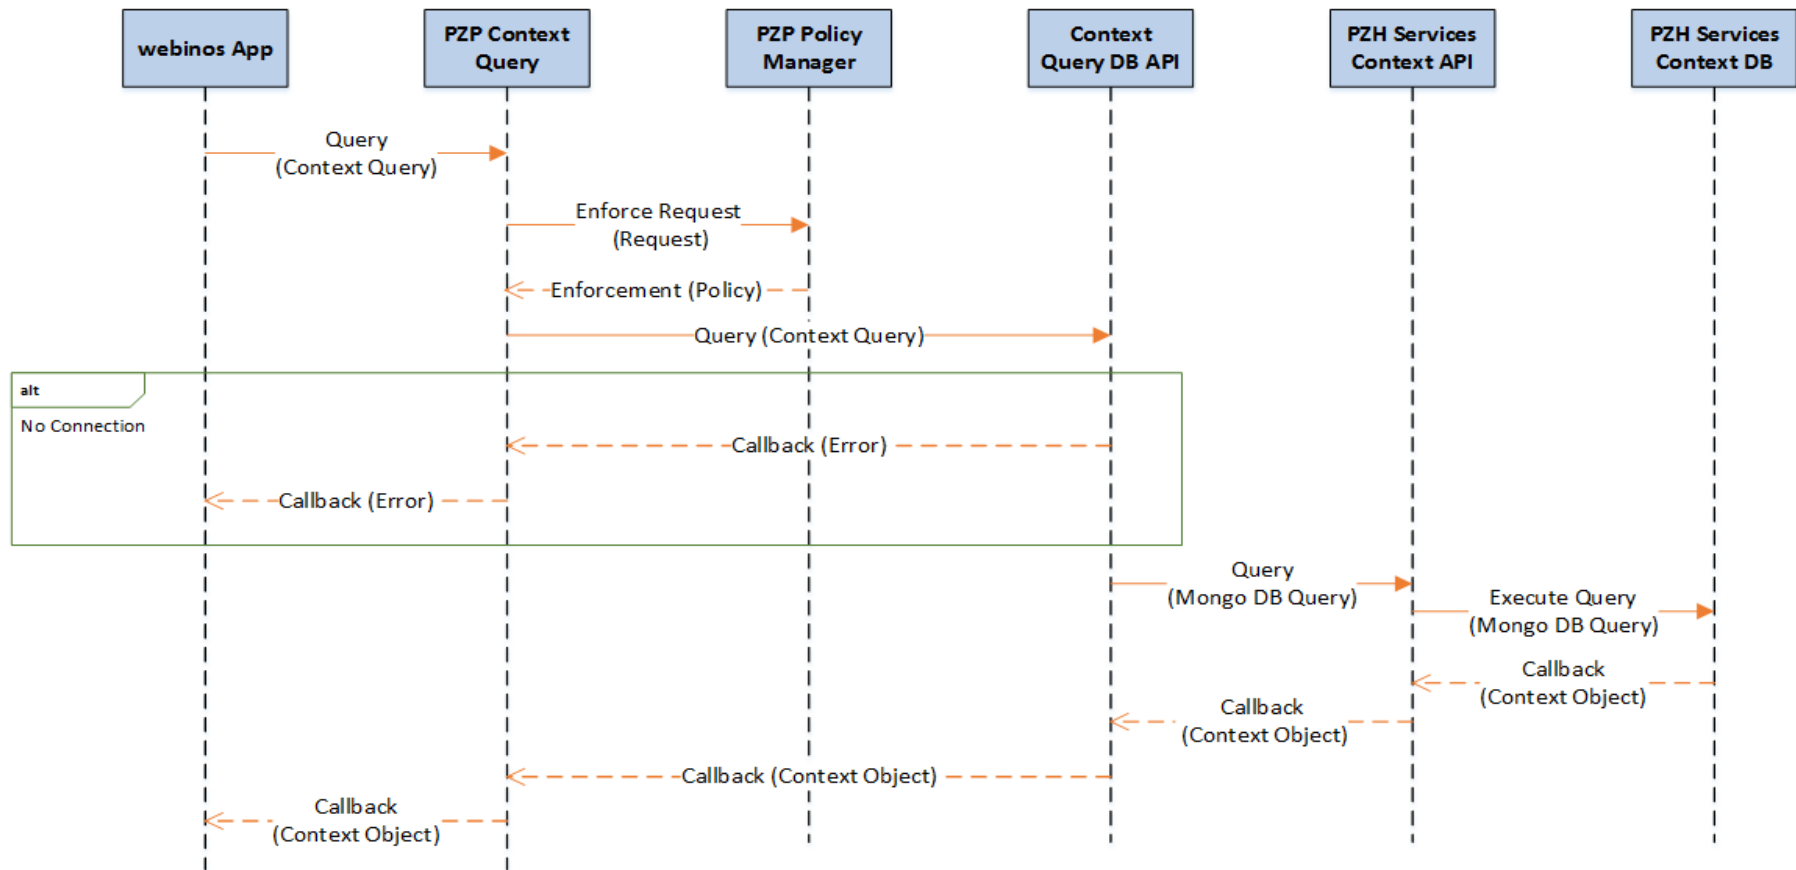 webinos App
PZP Context
Query
PZP Policy
Manager
Context
Query DB API
PZH Services
Context API
PZH Services
Context DB
Query
(Context Query)
Enforce Request
(Request)
Enforcement (Policy)
Query (Context Query)
alt
No Connection
Callback (Error)
Callback (Error)
Query
(Mongo DB Query)
Execute Query
(Mongo DB Query)
Callback
(Context Object)
Callback
(Context Object)
Callback (Context Object)
Callback
(Context Object)